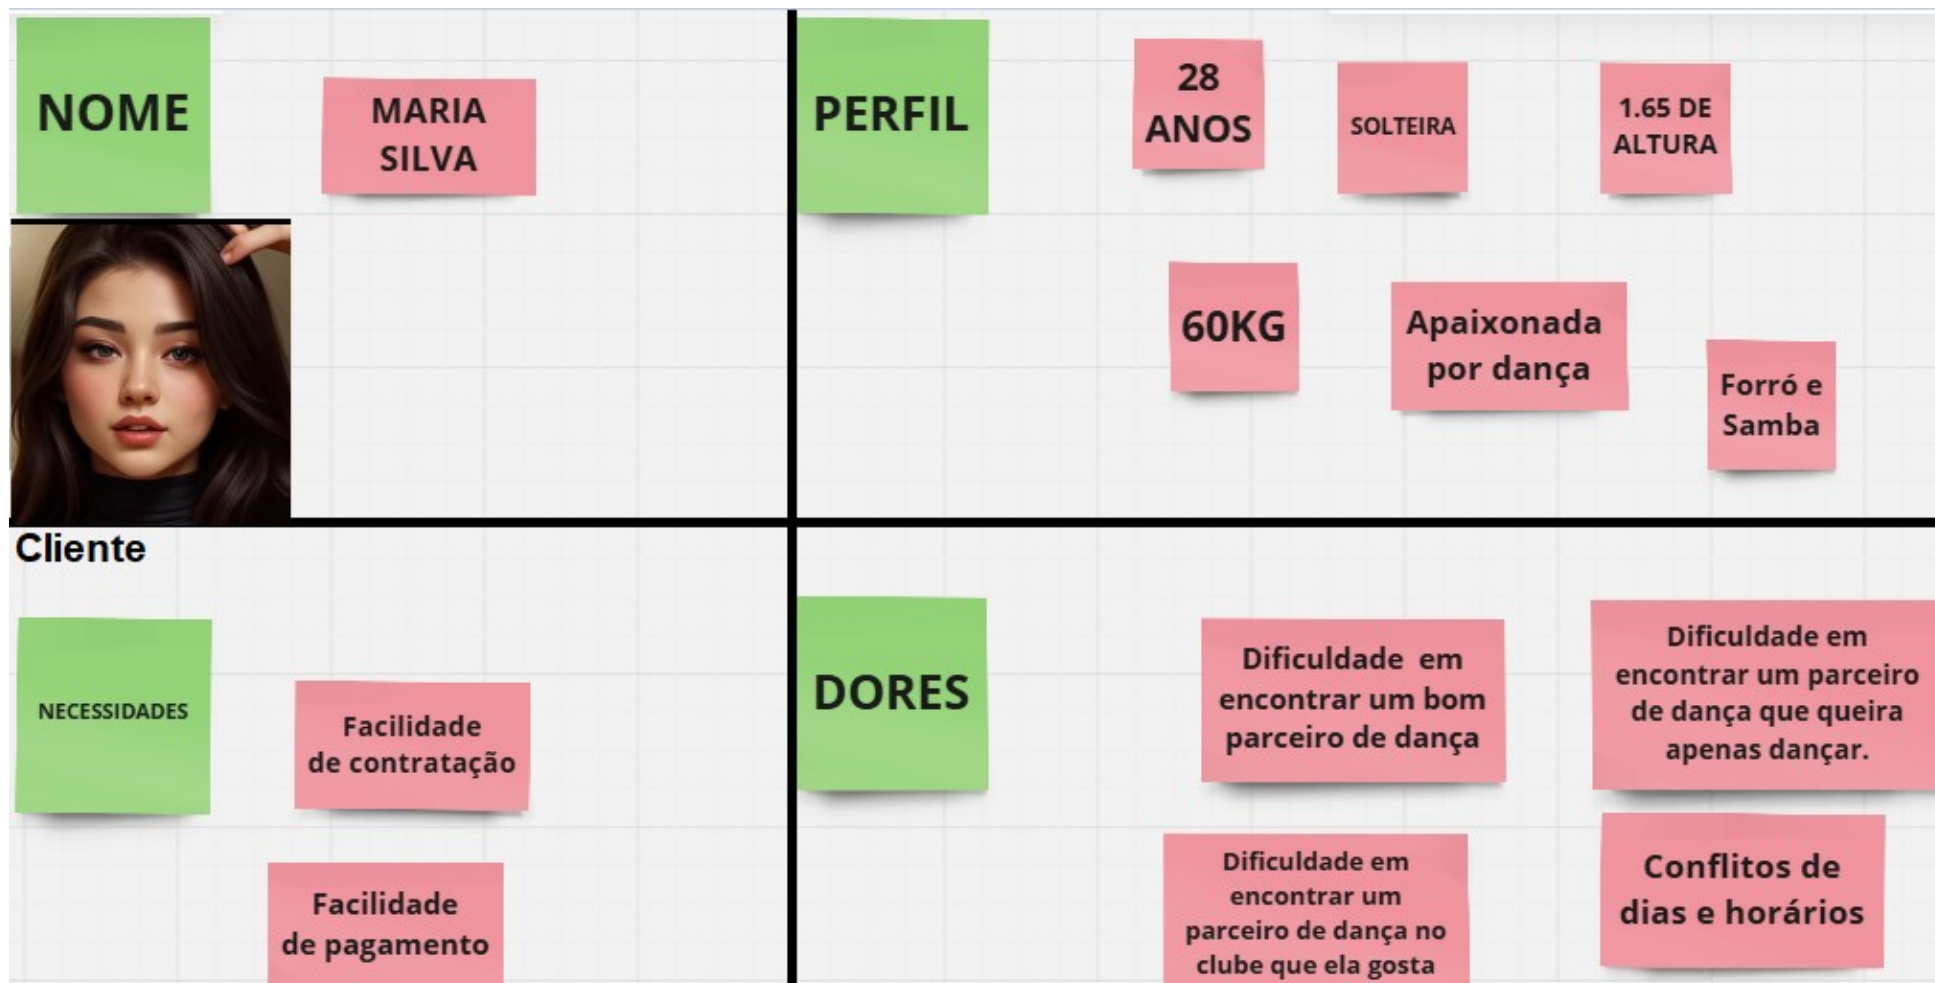 NOME
MARIA
SILVA
PERFIL
28
ANOS
SOLTEIRA
1.65 DE
ALTURA
60KG
Apaixonada
por dança
Forró e
Samba
Cliente
NECESSIDADES
Facilidade
de contratação
Facilidade
de pagamento
DORES
Dificuldade em
encontrar um bom
parceiro de dança
Dificuldade em
encontrar um parceiro
de dança que queira
apenas dançar.
Dificuldade em
encontrar um
parceiro de dança no
clube que ela gosta
Conflitos de
dias e horários